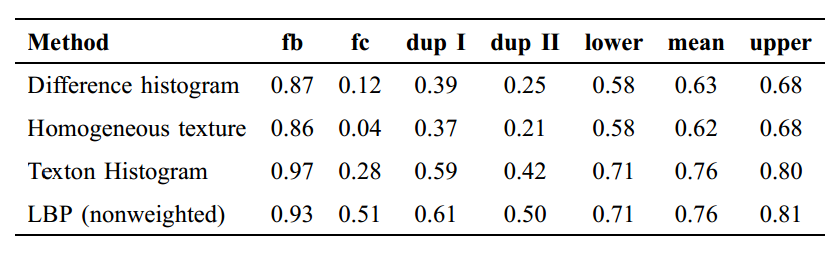 Method fb fc dup I dup II lower mean upper
Difference histogram 0.87 0.12 0.39 0.25 0.58 0.63 0.68
Homogeneous texture 0.86 0.04 0.37 0.21 0.58 0.62 0.68
Texton Histogram 0.97 0.28 0.59 0.42 0.71 0.76 0.80
LBP (nonweighted) 0.93 0.51 0.61 0.50 0.71 0.76 0.81